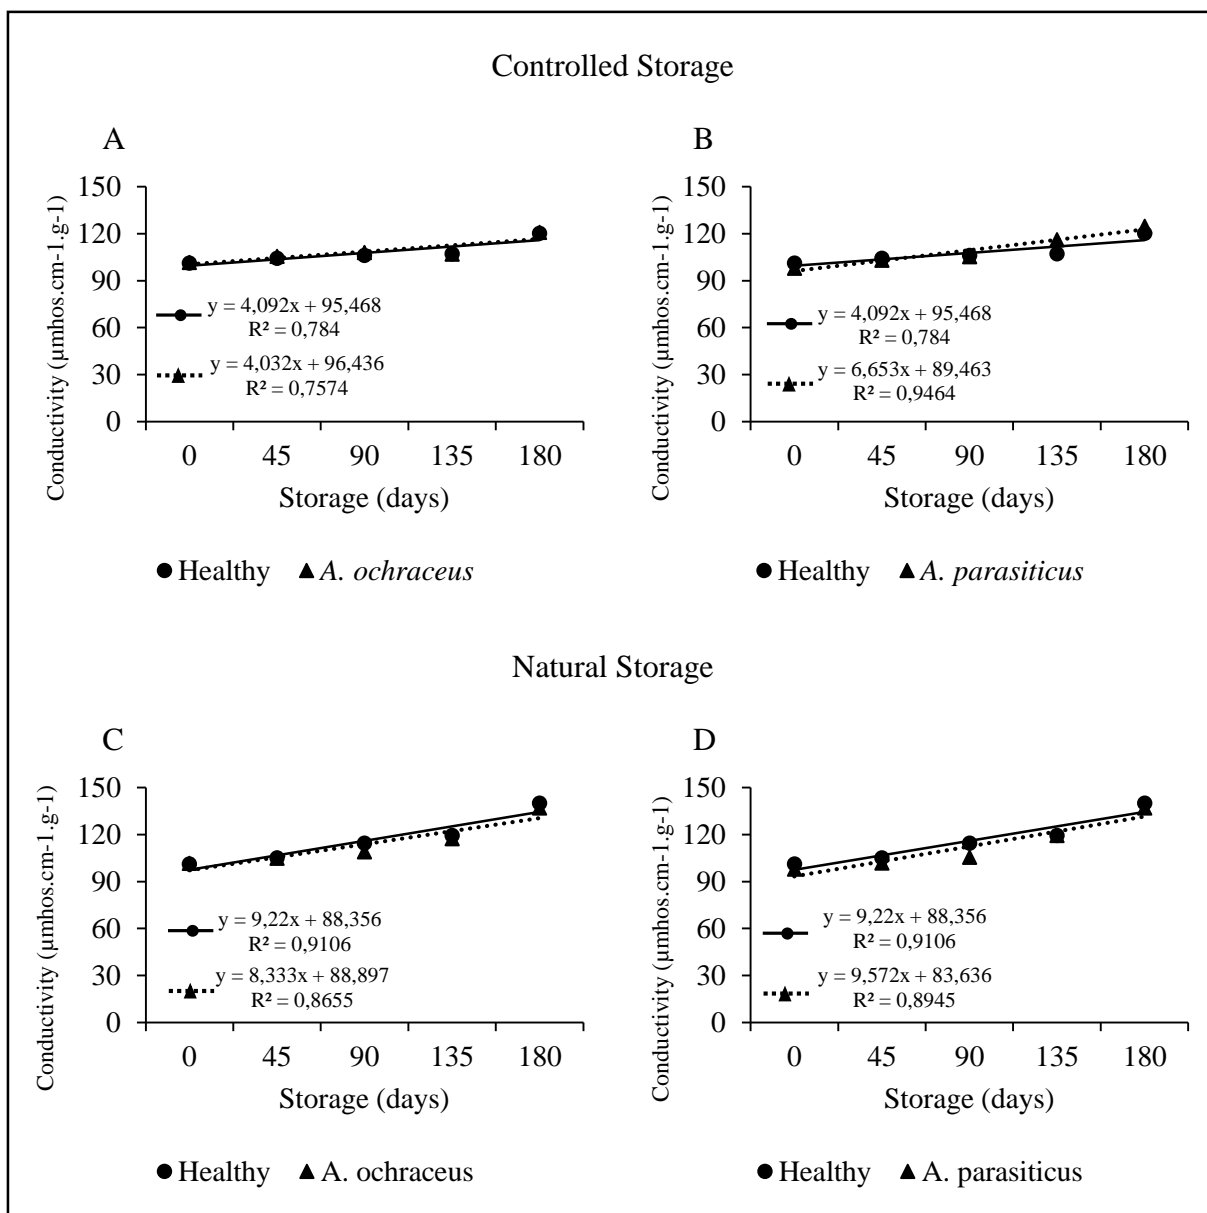 Controlled Storage
A
Conductivity (µmhos.cm-1.g-1)
150
120
90
60
30
0
y = 4,092x + 95,468
R² = 0,784
y = 4,032x + 96,436
R² = 0,7574
0 45 90 135 180
Storage (days)
Healthy A. ochraceus
B
Conductivity (µmhos.cm-1.g-1)
150
120
90
60
30
0
y = 4,092x + 95,468
R² = 0,784
y = 6,653x + 89,463
R² = 0,9464
0 45 90 135 180
Storage (days)
Healthy A. parasiticus
Natural Storage
C
Conductivity (µmhos.cm-1.g-1)
150
120
90
60
30
0
y = 9,22x + 88,356
R² = 0,9106
y = 8,333x + 88,897
R² = 0,8655
0 45 90 135 180
Storage (days)
Healthy A. ochraceus
D
Conductivity (µmhos.cm-1.g-1)
150
120
90
60
30
0
y = 9,22x + 88,356
R² = 0,9106
y = 9,572x + 83,636
R² = 0,8945
0 45 90 135 180
Storage (days)
Healthy A. parasiticus